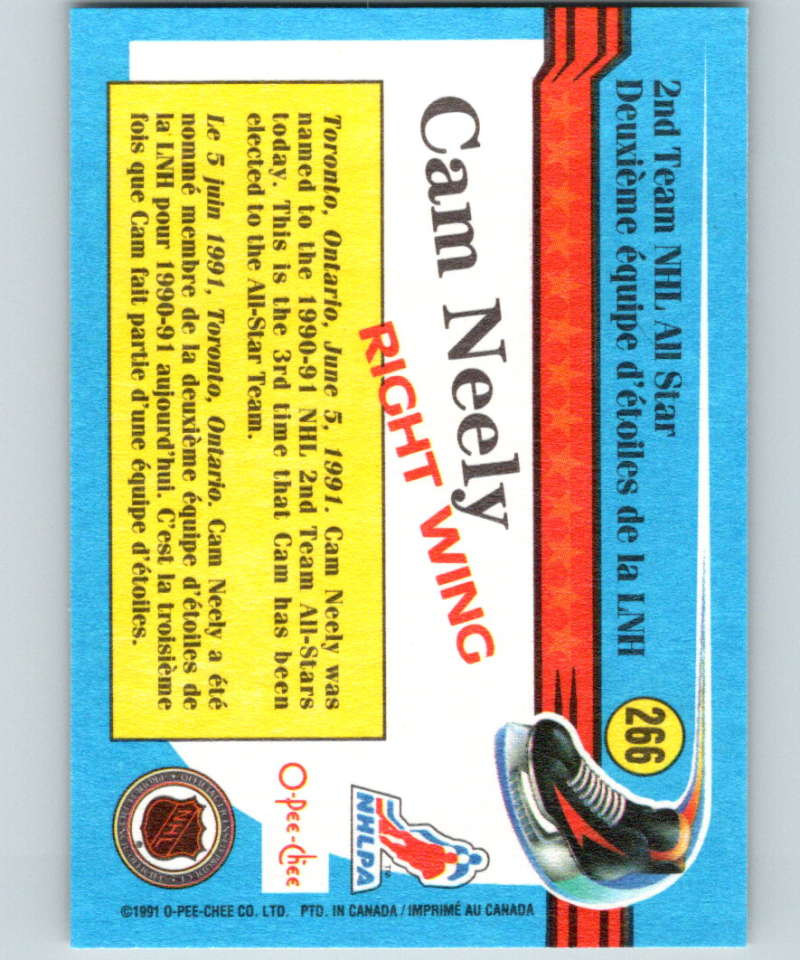 2nd Team NHL All Star
Deuxième équipe d'étoiles de la LNH
266
Cam Neely
RIGHT WING
Toronto, Ontario, June 5, 1991. Cam Neely was
named to the 1990-91 NHL 2nd Team All-Stars
today. This is the 3rd time that Cam has been
elected to the All-Star Team.
Le 5 juin 1991, Toronto, Ontario. Cam Neely a été
nommé membre de la deuxième équipe d'étoiles de
la LNH pour 1990-91 aujourd'hui. C'est la troisième
fois que Cam fait partie d'une équipe d'étoiles.
NHLPA
O-Pee-Chee
NHL
©1991 O-PEE-CHEE CO. LTD. PTD. IN CANADA / IMPRIMÉ AU CANADA